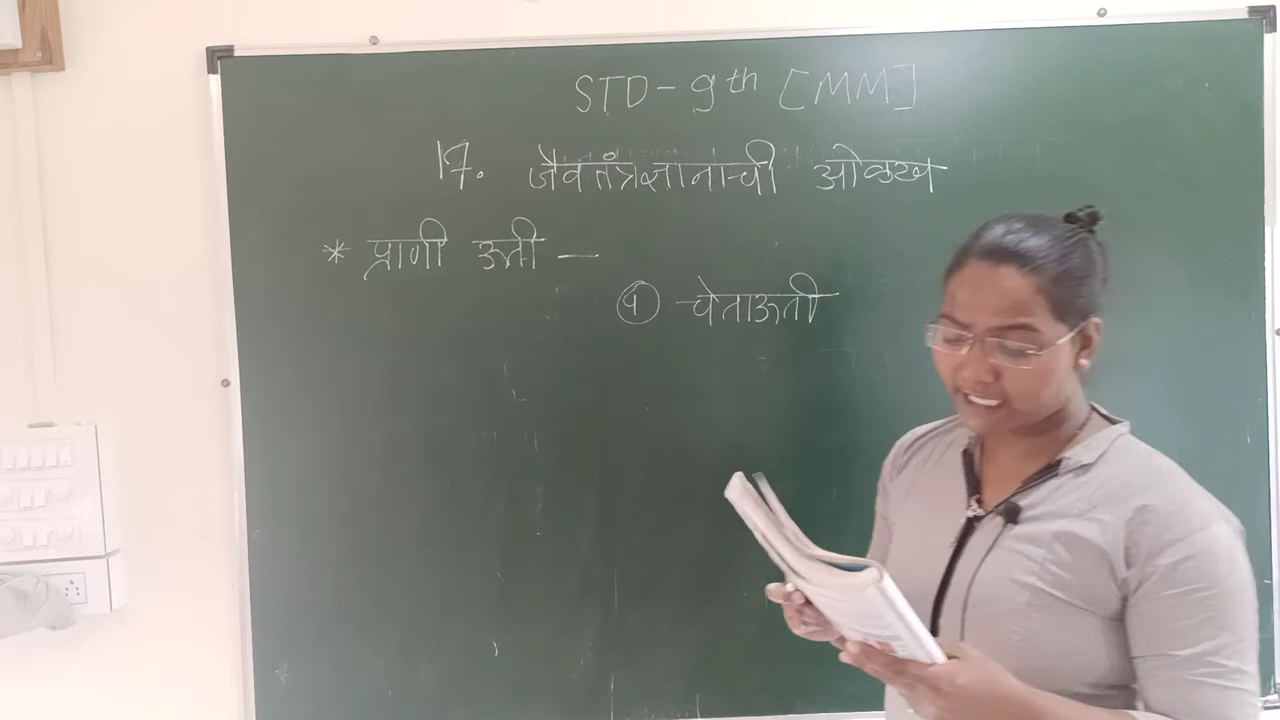 STD - 9th [MM]
17. जैवतंत्रज्ञानाची ओळख
* प्राणी ऊती —
① चेताऊती